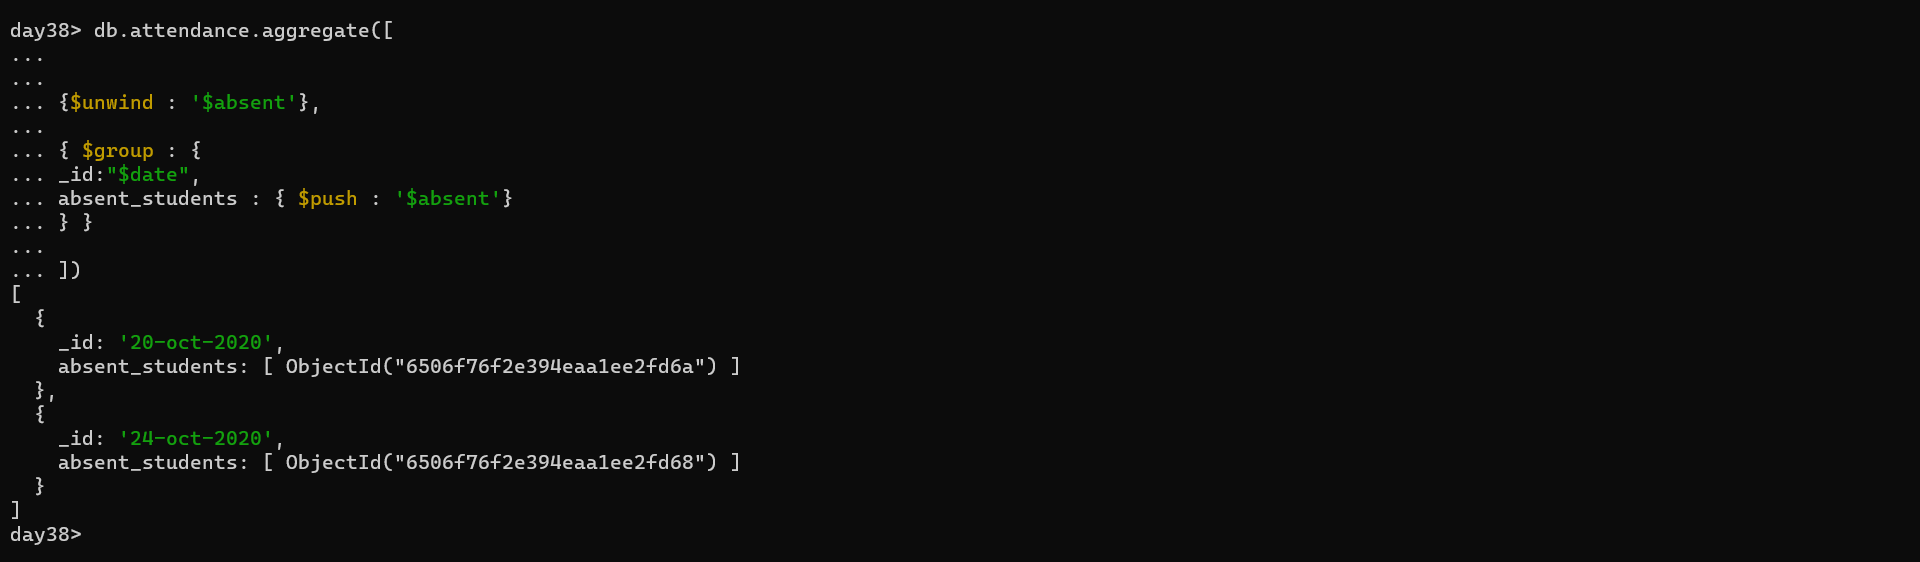 day38> db.attendance.aggregate([
...
...
... {$unwind : '$absent'},
...
... { $group : {
... _id:"$date",
... absent_students : { $push : '$absent'}
... } }
...
... ])
[
  {
    _id: '20-oct-2020',
    absent_students: [ ObjectId("6506f76f2e394eaa1ee2fd6a") ]
  },
  {
    _id: '24-oct-2020',
    absent_students: [ ObjectId("6506f76f2e394eaa1ee2fd68") ]
  }
]
day38>